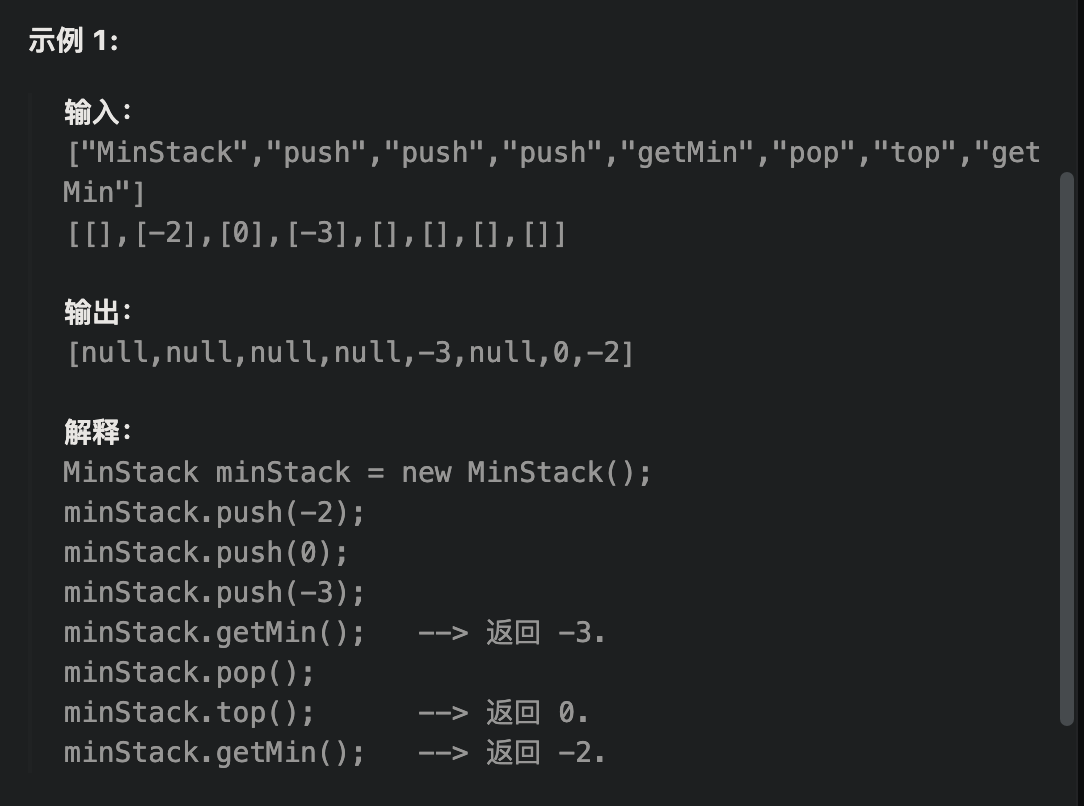 示例 1:
输入：
["MinStack","push","push","push","getMin","pop","top","get
Min"]
[[],[-2],[0],[-3],[],[],[],[]]
输出：
[null,null,null,null,-3,null,0,-2]
解释：
MinStack minStack = new MinStack();
minStack.push(-2);
minStack.push(0);
minStack.push(-3);
minStack.getMin();   --> 返回 -3.
minStack.pop();
minStack.top();      --> 返回 0.
minStack.getMin();   --> 返回 -2.